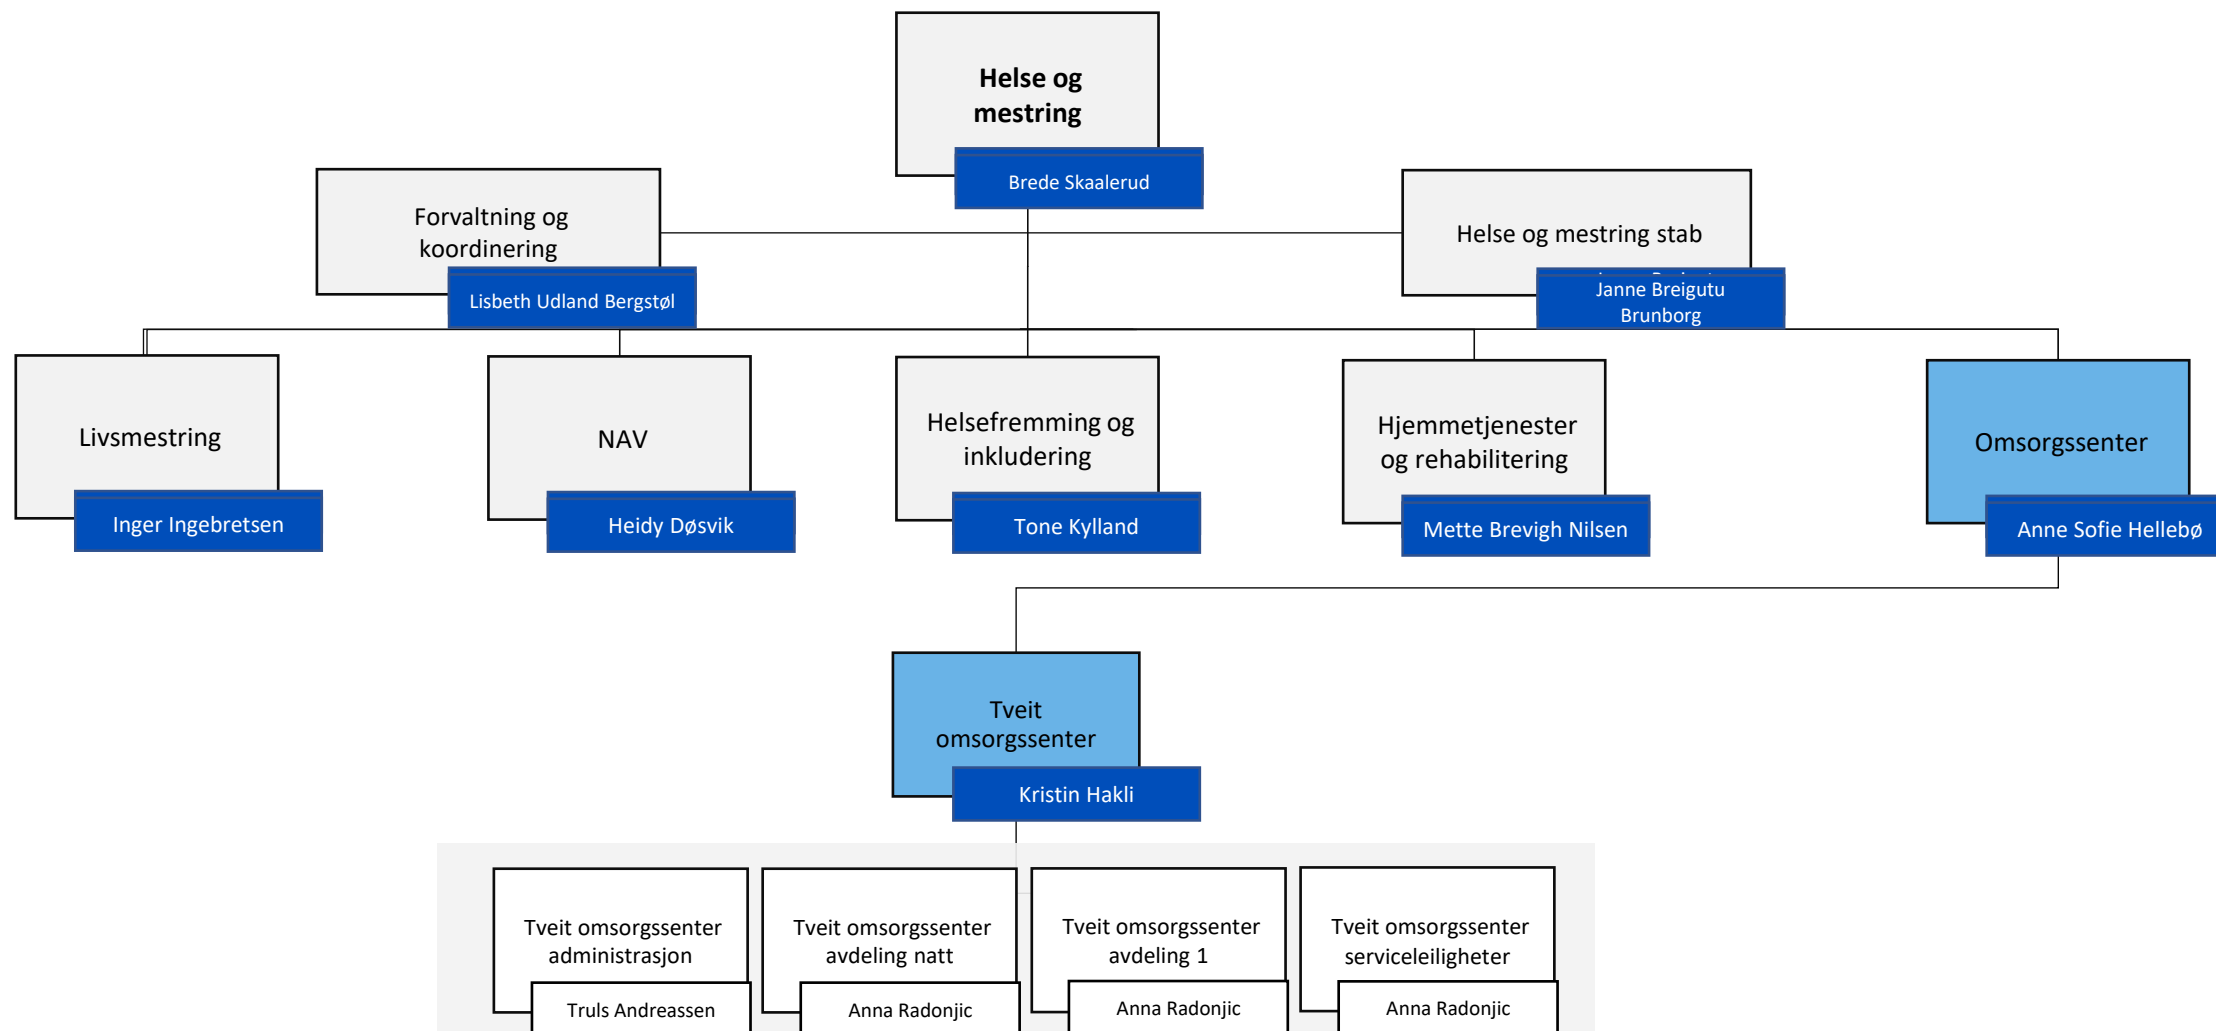 Helse og
mestring
Brede Skaalerud
Forvaltning og
koordinering
Lisbeth Udland Bergstøl
Helse og mestring stab
Janne Breigutu
Brunborg
Livsmestring
Inger Ingebretsen
NAV
Heidy Døsvik
Helsefremming og
inkludering
Tone Kylland
Hjemmetjenester
og rehabilitering
Mette Brevigh Nilsen
Omsorgssenter
Anne Sofie Hellebø
Tveit
omsorgssenter
Kristin Hakli
Tveit omsorgssenter
administrasjon
Truls Andreassen
Tveit omsorgssenter
avdeling natt
Anna Radonjic
Tveit omsorgssenter
avdeling 1
Anna Radonjic
Tveit omsorgssenter
serviceleiligheter
Anna Radonjic